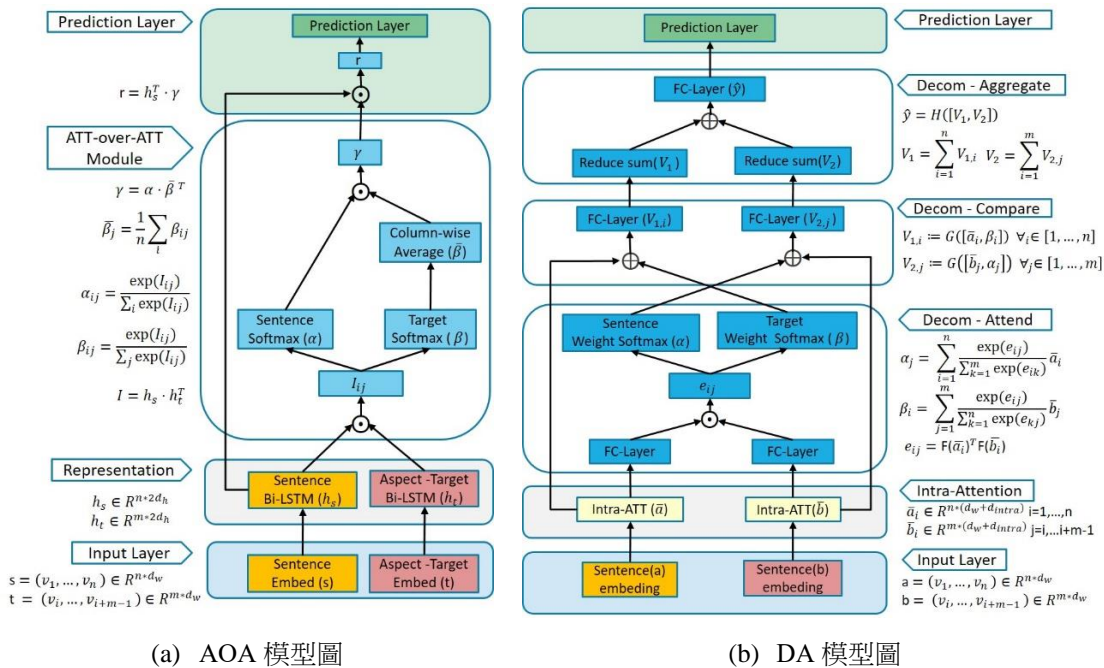 Prediction Layer
Prediction Layer
r
r = h_s^T · γ
⊙
ATT-over-ATT
Module
γ
γ = α · β̄ ^T
⊙
β̄_j = 1/n ∑_i β_ij
Column-wise
Average (β̄)
α_ij = exp(I_ij) / ∑_i exp(I_ij)
Sentence
Softmax (α)
Target
Softmax (β)
β_ij = exp(I_ij) / ∑_j exp(I_ij)
I_ij
I = h_s · h_t^T
⊙
Representation
Sentence
Bi-LSTM (h_s)
Aspect -Target
Bi-LSTM (h_t)
h_s ∈ R^{n*2d_h}
h_t ∈ R^{m*2d_h}
Input Layer
Sentence
Embed (s)
Aspect -Target
Embed (t)
s = (v_1, …, v_n) ∈ R^{n*d_w}
t = (v_i, …, v_{i+m−1}) ∈ R^{m*d_w}
(a) AOA 模型圖
Prediction Layer
Prediction Layer
FC-Layer (ŷ)
Decom - Aggregate
ŷ = H([V_1, V_2])
⊕
Reduce sum(V_1)
Reduce sum(V_2)
V_1 = ∑_{i=1}^{n} V_{1,i} V_2 = ∑_{i=1}^{m} V_{2,j}
FC-Layer (V_{1,i})
FC-Layer (V_{2,j})
Decom - Compare
V_{1,i} ≔ G([ā_i, β_i]) ∀_i∈ [1, …, n]
V_{2,j} ≔ G([b̄_j, α_j]) ∀_j∈ [1, …, m]
⊕
⊕
Sentence
Weight Softmax (α)
Target
Weight Softmax (β)
Decom - Attend
α_j = ∑_{i=1}^{n} exp(e_ij) / ∑_{k=1}^{m} exp(e_ik) ā_i
e_ij
β_i = ∑_{j=1}^{m} exp(e_ij) / ∑_{k=1}^{n} exp(e_kj) b̄_j
⊙
e_ij = F(ā_i)^T F(b̄_i)
FC-Layer
FC-Layer
Intra-ATT (ā)
Intra-ATT(b̄)
Intra-Attention
ā_i ∈ R^{n*(d_w+d_intra)} i=1,…,n
b̄_i ∈ R^{m*(d_w+d_intra)} j=i,…i+m-1
Sentence(a)
embeding
Sentence(b)
embeding
Input Layer
a = (v_1, …, v_n) ∈ R^{n*d_w}
b = (v_i, …, v_{i+m−1}) ∈ R^{m*d_w}
(b) DA 模型圖